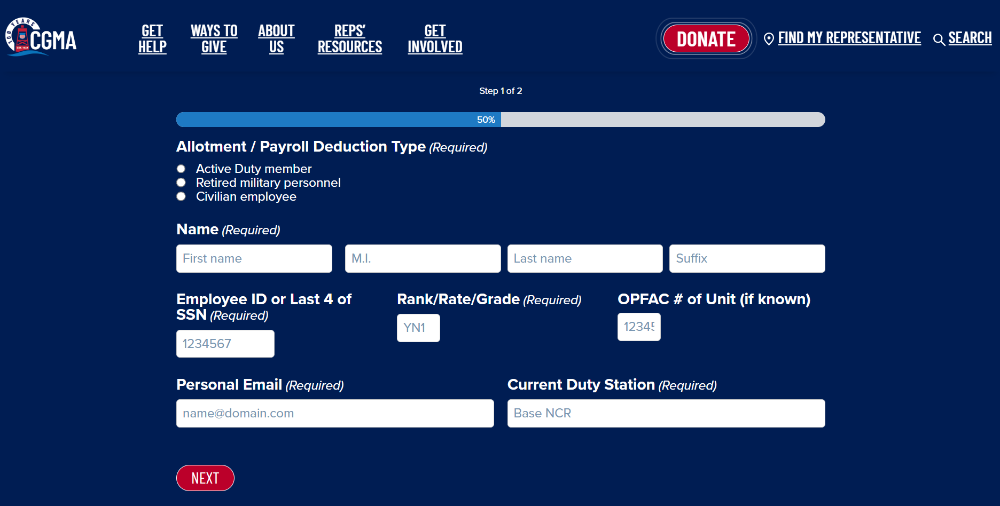 100 YEARS
CGMA
EST. 1924
GET HELP
WAYS TO GIVE
ABOUT US
REPS' RESOURCES
GET INVOLVED
DONATE
FIND MY REPRESENTATIVE
SEARCH
Step 1 of 2
50%
Allotment / Payroll Deduction Type (Required)
Active Duty member
Retired military personnel
Civilian employee
Name (Required)
First name
M.I.
Last name
Suffix
Employee ID or Last 4 of
SSN (Required)
1234567
Rank/Rate/Grade (Required)
YN1
OPFAC # of Unit (if known)
12345
Personal Email (Required)
name@domain.com
Current Duty Station (Required)
Base NCR
NEXT